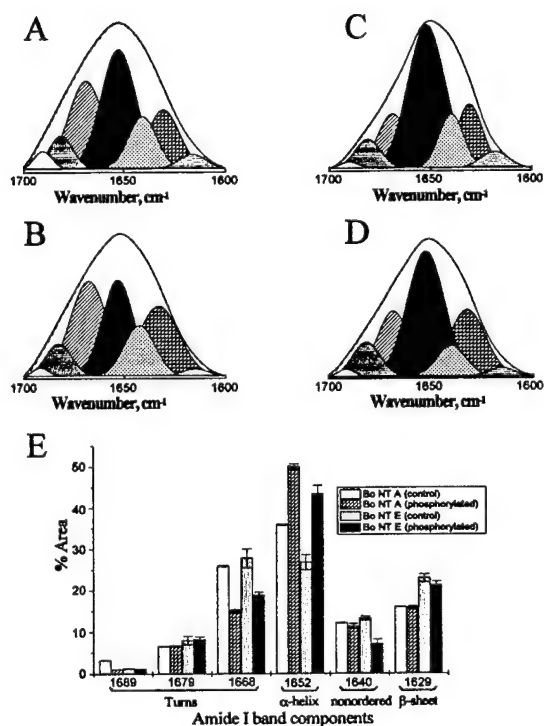 A
C
1700 1650 1600
1700 1650 1600
Wavenumber, cm-1
Wavenumber, cm-1
B
D
1700 1650 1600
1700 1650 1600
Wavenumber, cm-1
Wavenumber, cm-1
E
% Area
50
40
30
20
10
0
Bo NT A (control)
Bo NT A (phosphorylated)
Bo NT E (control)
Bo NT E (phosphorylated)
1689 1679 1668 1652 1640 1629
Turns α-helix nonordered β-sheet
Amide I band components